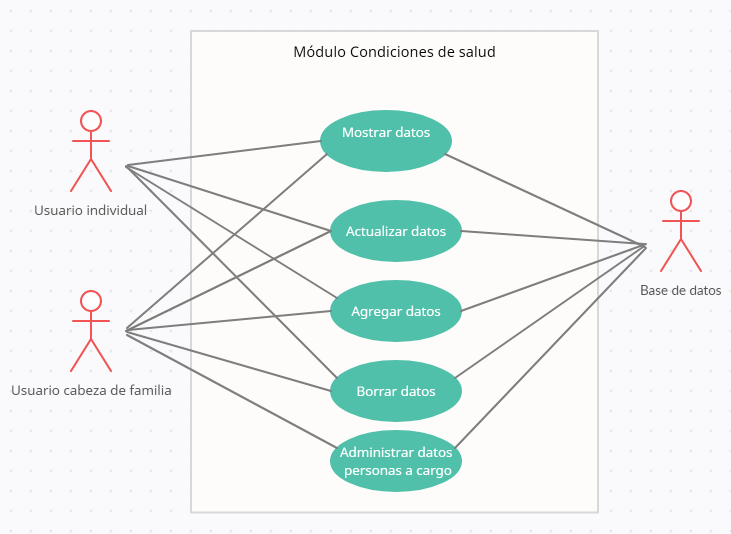 Módulo Condiciones de salud
Mostrar datos
Usuario individual
Actualizar datos
Base de datos
Agregar datos
Usuario cabeza de familia
Borrar datos
Administrar datos
personas a cargo